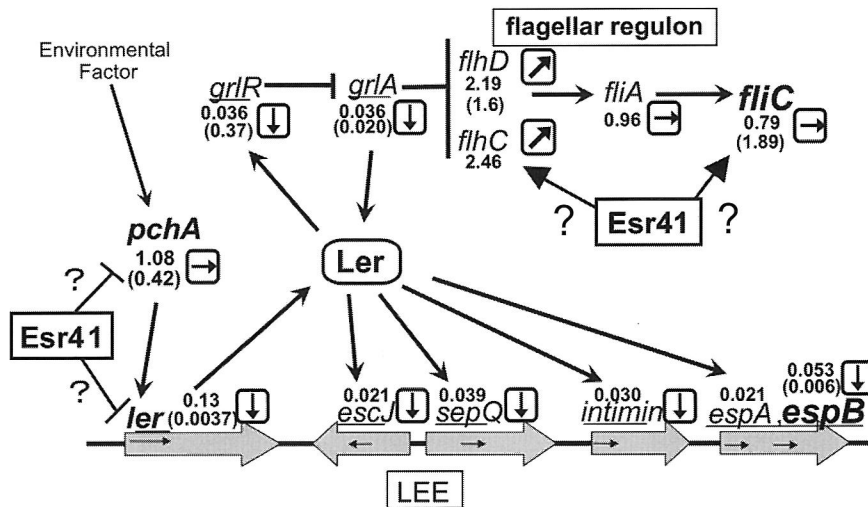 flagellar regulon
Environmental
Factor
grlR
0.036
(0.37)
grlA
0.036
(0.020)
flhD
2.19
(1.6)
flhC
2.46
fliA
0.96
fliC
0.79
(1.89)
? Esr41 ?
pchA
1.08
(0.42)
?
Esr41
?
Ler
ler
0.13
(0.0037)
0.021
escJ
0.039
sepQ
0.030
intimin
0.021
espA ,
0.053
(0.006)
espB
LEE